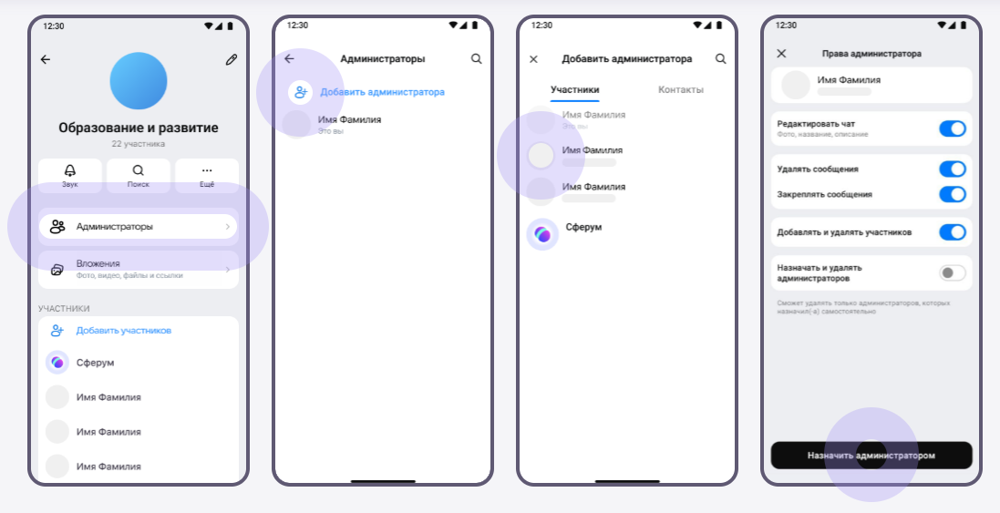 12:30
Образование и развитие
22 участника
Звук
Поиск
Ещё
Администраторы
Вложения
Фото, видео, файлы и ссылки
УЧАСТНИКИ
Добавить участников
Сферум
Имя Фамилия
Имя Фамилия
Имя Фамилия
12:30
Администраторы
Добавить администратора
Имя Фамилия
Это вы
12:30
Добавить администратора
Участники
Контакты
Имя Фамилия
Это вы
Имя Фамилия
Имя Фамилия
Сферум
12:30
Права администратора
Имя Фамилия
Редактировать чат
Фото, название, описание
Удалять сообщения
Закреплять сообщения
Добавлять и удалять участников
Назначать и удалять
администраторов
Сможет удалять только администраторов, которых
назначил(-а) самостоятельно
Назначить администратором